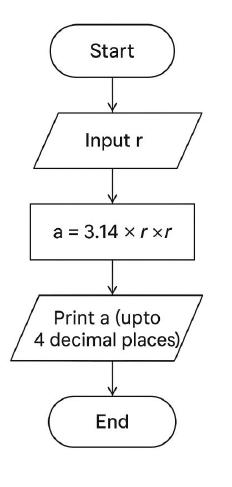 Start
Input r
a = 3.14 × r ×r
Print a (upto
4 decimal places)
End